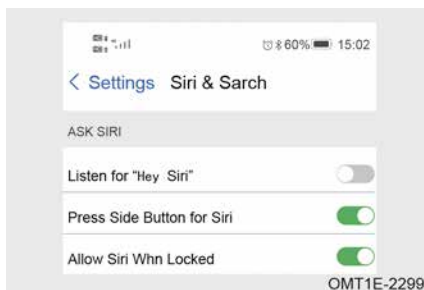 60% 15:02
< Settings Siri & Sarch
ASK SIRI
Listen for “Hey Siri”
Press Side Button for Siri
Allow Siri Whn Locked
OMT1E-2299